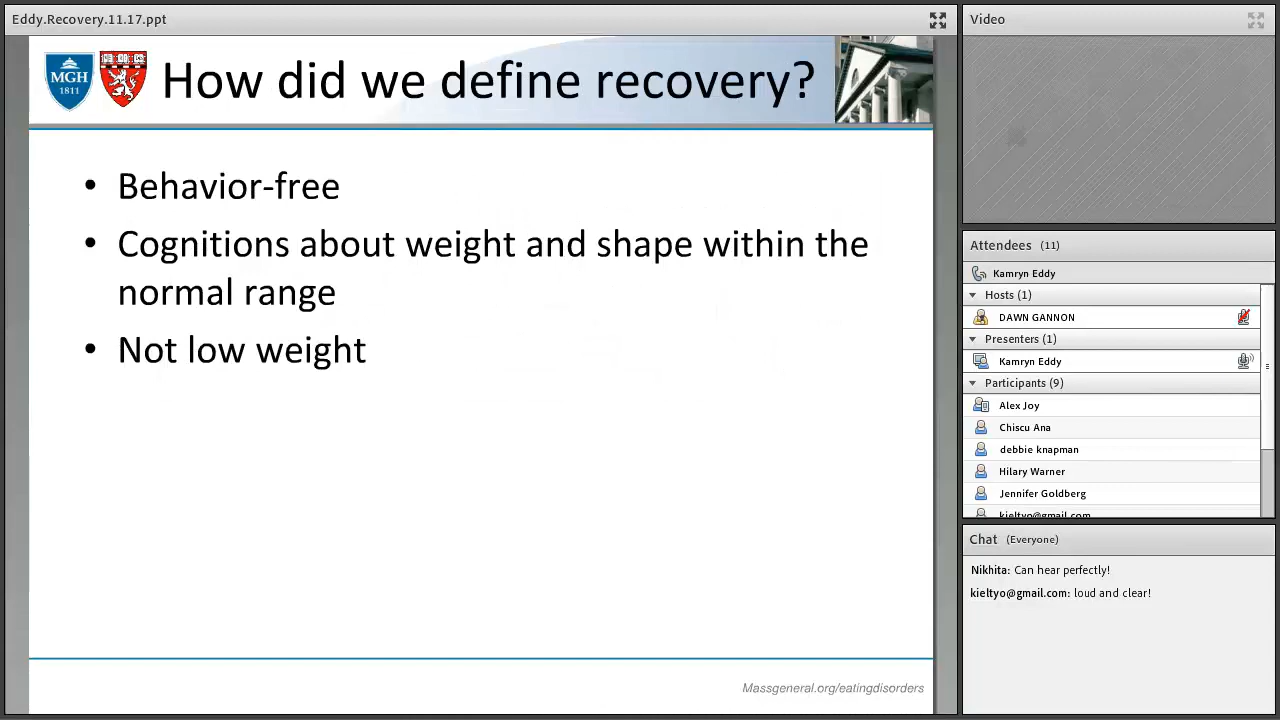 Eddy.Recovery.11.17.ppt
MGH
1811
How did we define recovery?
• Behavior-free
• Cognitions about weight and shape within the
normal range
• Not low weight
Massgeneral.org/eatingdisorders
Video
Attendees (11)
Kamryn Eddy
Hosts (1)
DAWN GANNON
Presenters (1)
Kamryn Eddy
Participants (9)
Alex Joy
Chiscu Ana
debbie knapman
Hilary Warner
Jennifer Goldberg
kieltyo@gmail.com
Chat (Everyone)
Nikhita: Can hear perfectly!
kieltyo@gmail.com: loud and clear!